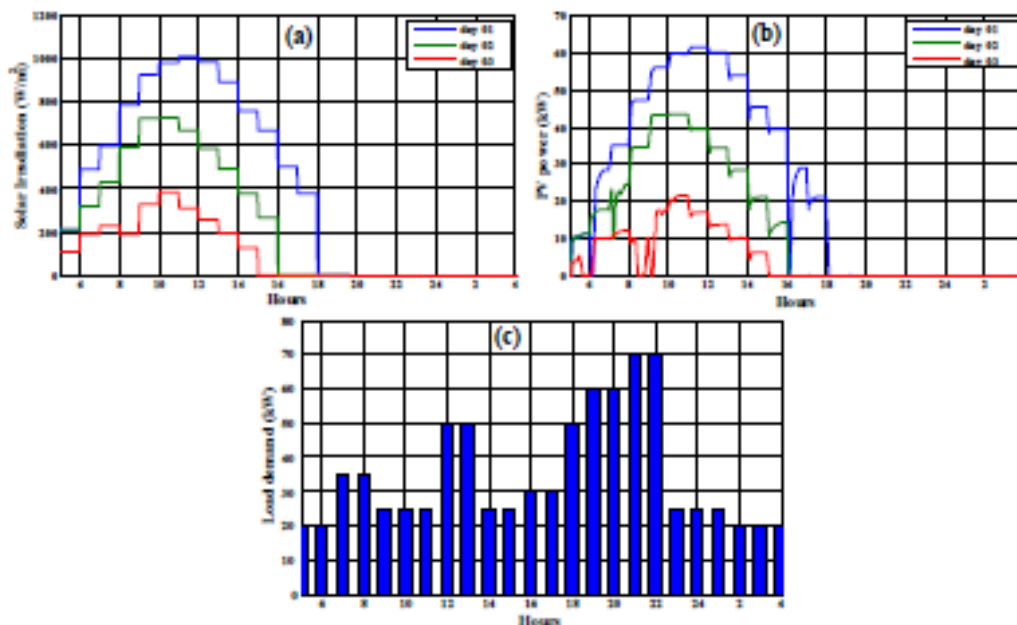 (a)
day 01
day 02
day 03
1200
1000
800
600
400
200
0
Solar Irradiation (W/m²)
6 8 10 12 14 16 18 20 22 24 2 4
Hours
(b)
day 01
day 02
day 03
70
60
50
40
30
20
10
0
PV power (kW)
6 8 10 12 14 16 18 20 22 24 2
Hours
(c)
80
70
60
50
40
30
20
10
0
Load demand (kW)
6 8 10 12 14 16 18 20 22 24 2 4
Hours